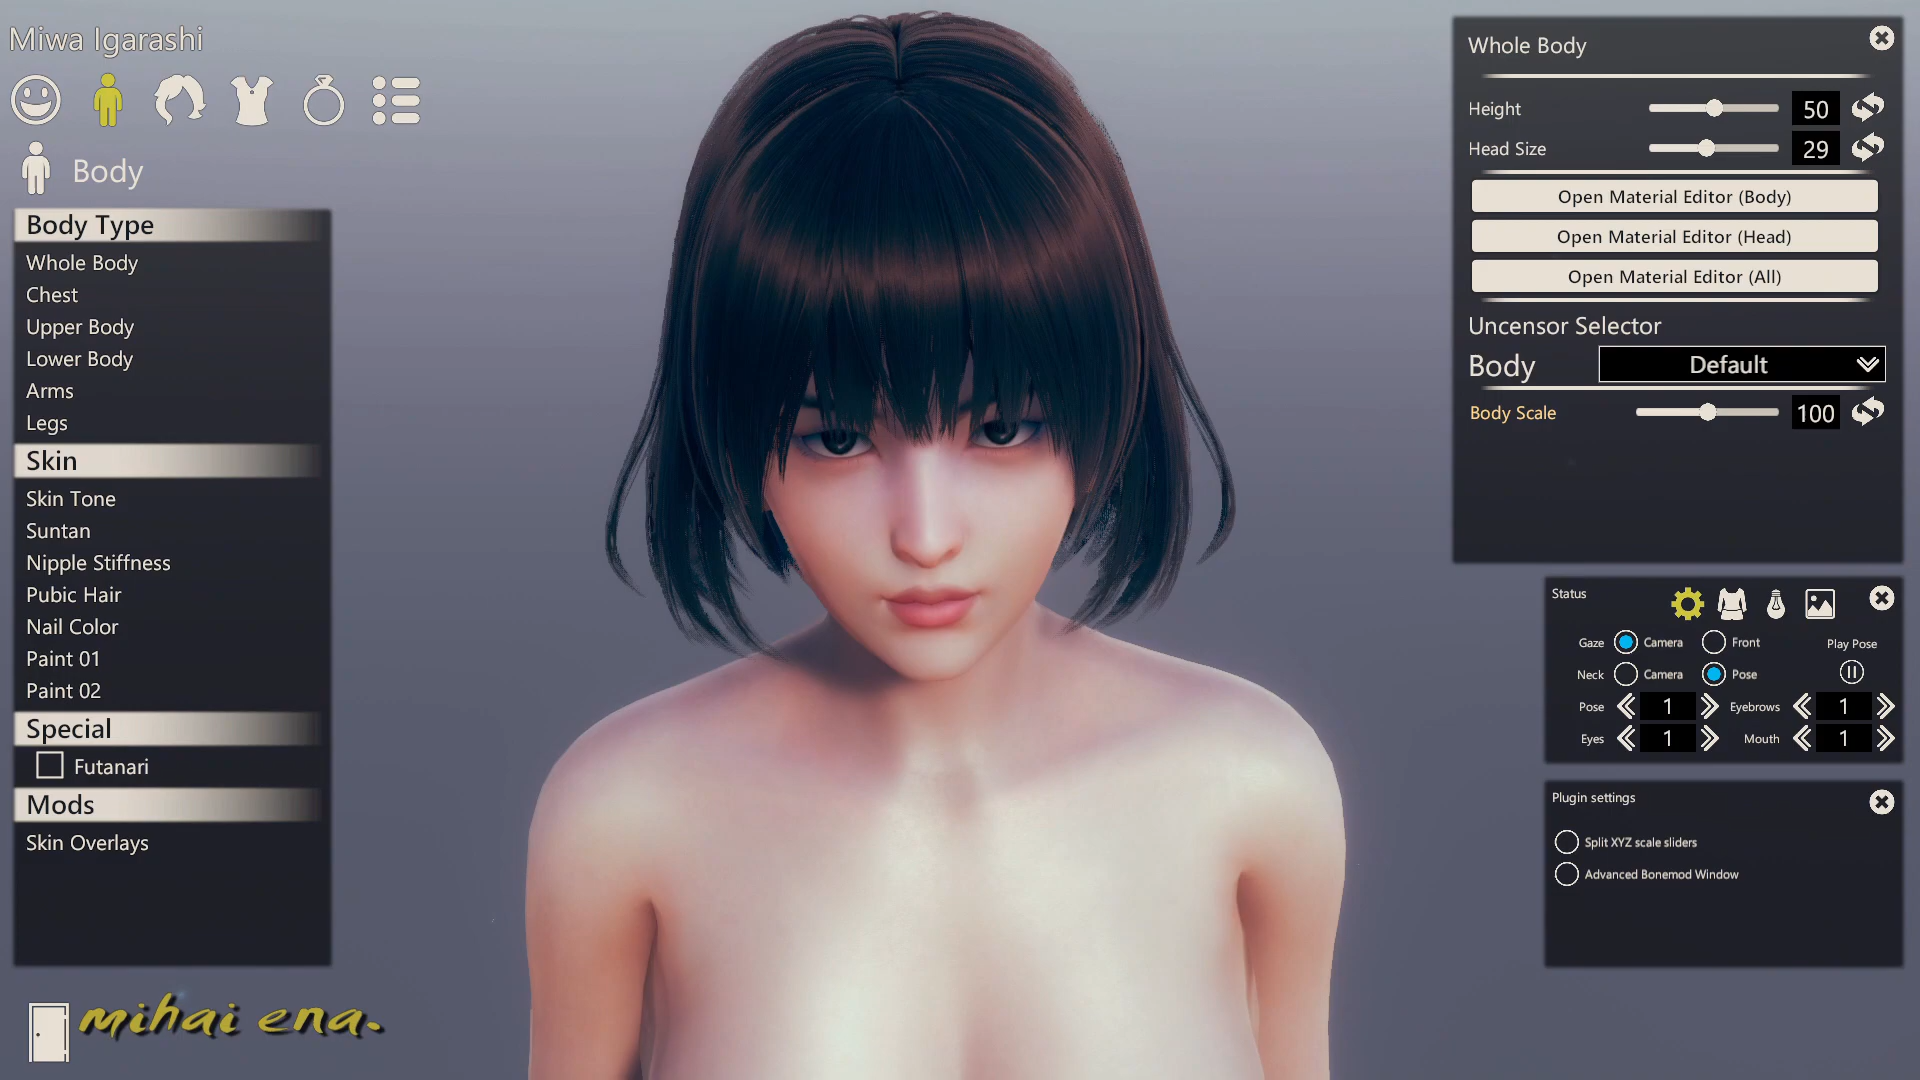 Miwa Igarashi
Body
Body Type
Whole Body
Chest
Upper Body
Lower Body
Arms
Legs
Skin
Skin Tone
Suntan
Nipple Stiffness
Pubic Hair
Nail Color
Paint 01
Paint 02
Special
Futanari
Mods
Skin Overlays
mihai ena.
Whole Body
Height 50
Head Size 29
Open Material Editor (Body)
Open Material Editor (Head)
Open Material Editor (All)
Uncensor Selector
Body Default
Body Scale 100
Status
Gaze Camera Front Play Pose
Neck Camera Pose
Pose 1 Eyebrows 1
Eyes 1 Mouth 1
Plugin settings
Split XYZ scale sliders
Advanced Bonemod Window